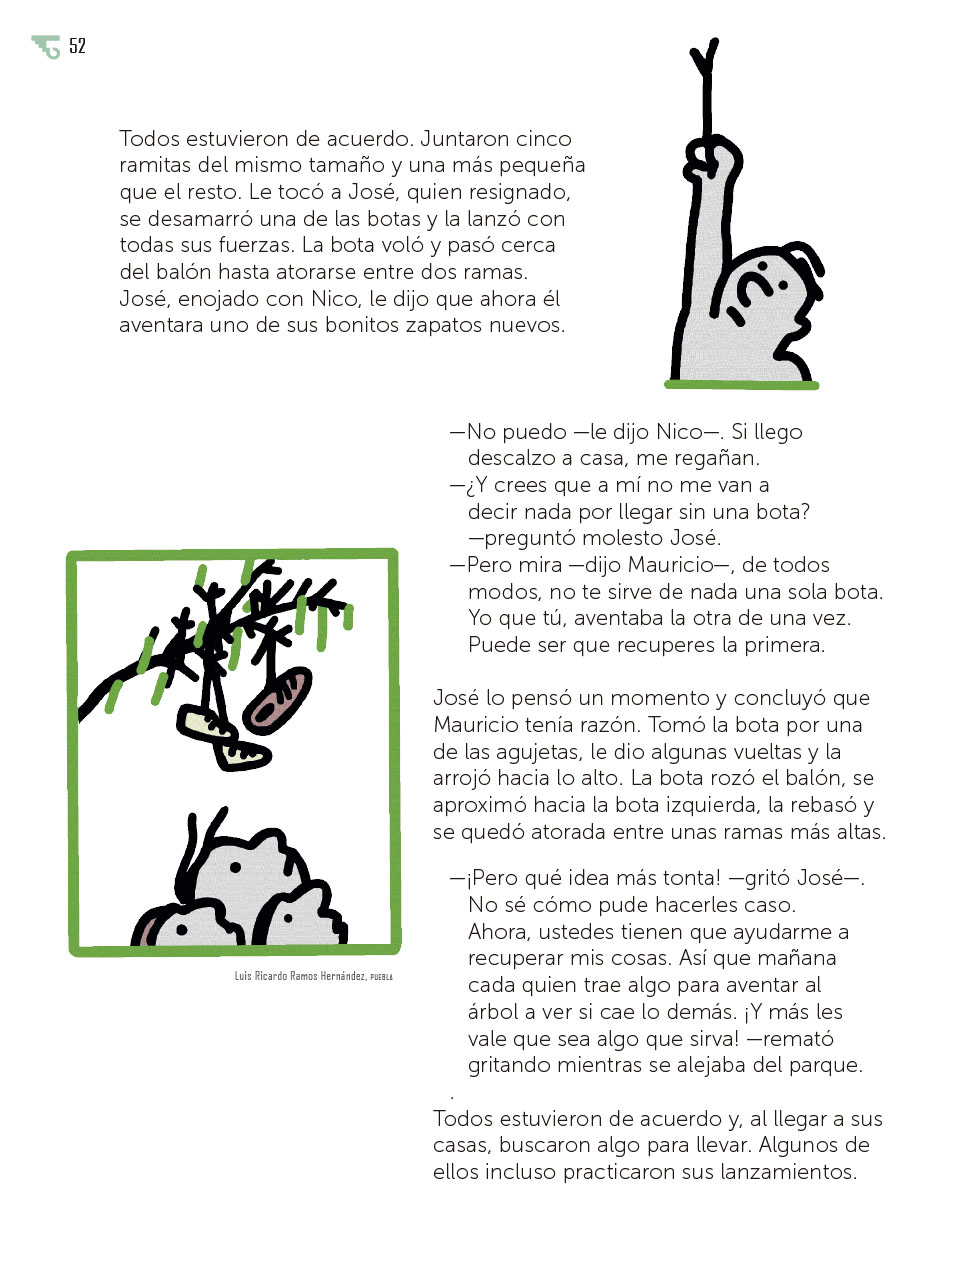 52
Todos estuvieron de acuerdo. Juntaron cinco
ramitas del mismo tamaño y una más pequeña
que el resto. Le tocó a José, quien resignado,
se desamarró una de las botas y la lanzó con
todas sus fuerzas. La bota voló y pasó cerca
del balón hasta atorarse entre dos ramas.
José, enojado con Nico, le dijo que ahora él
aventara uno de sus bonitos zapatos nuevos.
—No puedo —le dijo Nico—. Si llego
descalzo a casa, me regañan.
—¿Y crees que a mí no me van a
decir nada por llegar sin una bota?
—preguntó molesto José.
—Pero mira —dijo Mauricio—, de todos
modos, no te sirve de nada una sola bota.
Yo que tú, aventaba la otra de una vez.
Puede ser que recuperes la primera.
José lo pensó un momento y concluyó que
Mauricio tenía razón. Tomó la bota por una
de las agujetas, le dio algunas vueltas y la
arrojó hacia lo alto. La bota rozó el balón, se
aproximó hacia la bota izquierda, la rebasó y
se quedó atorada entre unas ramas más altas.
—¡Pero qué idea más tonta! —gritó José—.
No sé cómo pude hacerles caso.
Ahora, ustedes tienen que ayudarme a
recuperar mis cosas. Así que mañana
cada quien trae algo para aventar al
árbol a ver si cae lo demás. ¡Y más les
vale que sea algo que sirva! —remató
gritando mientras se alejaba del parque.
.
Todos estuvieron de acuerdo y, al llegar a sus
casas, buscaron algo para llevar. Algunos de
ellos incluso practicaron sus lanzamientos.
Luis Ricardo Ramos Hernández, PUEBLA